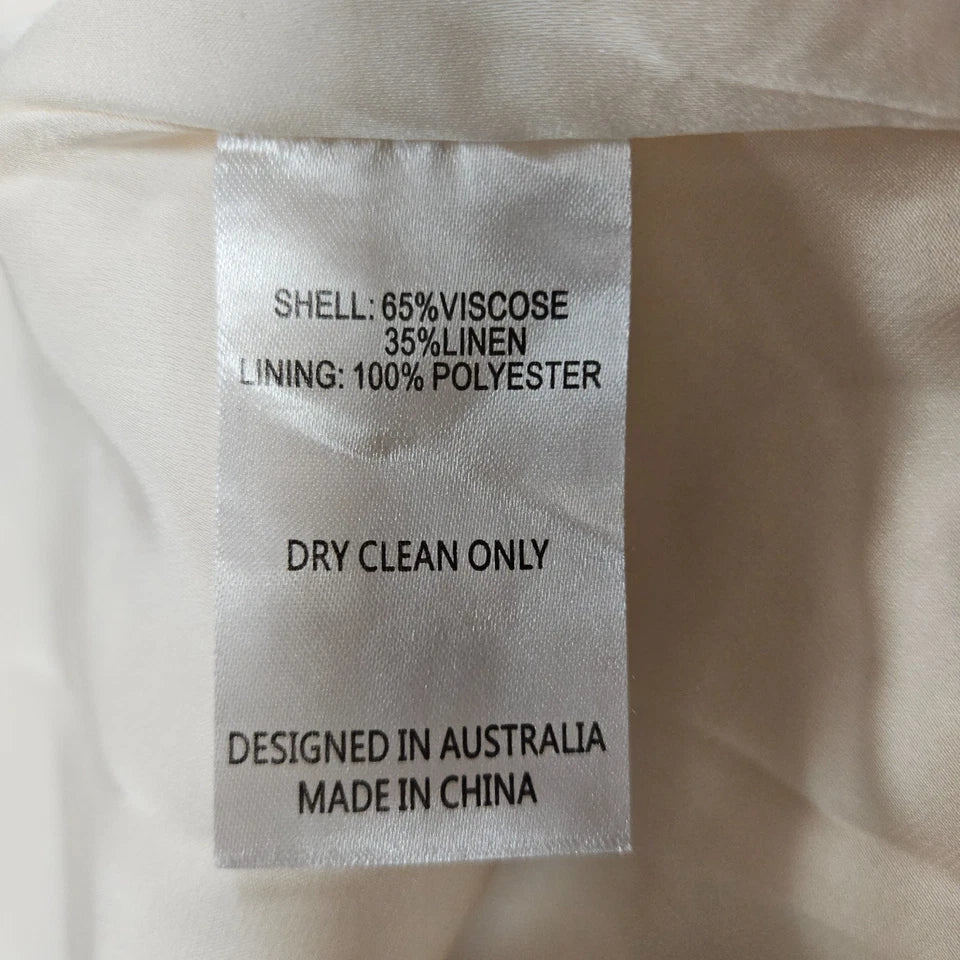 SHELL: 65%VISCOSE
35%LINEN
LINING: 100% POLYESTER
DRY CLEAN ONLY
DESIGNED IN AUSTRALIA
MADE IN CHINA